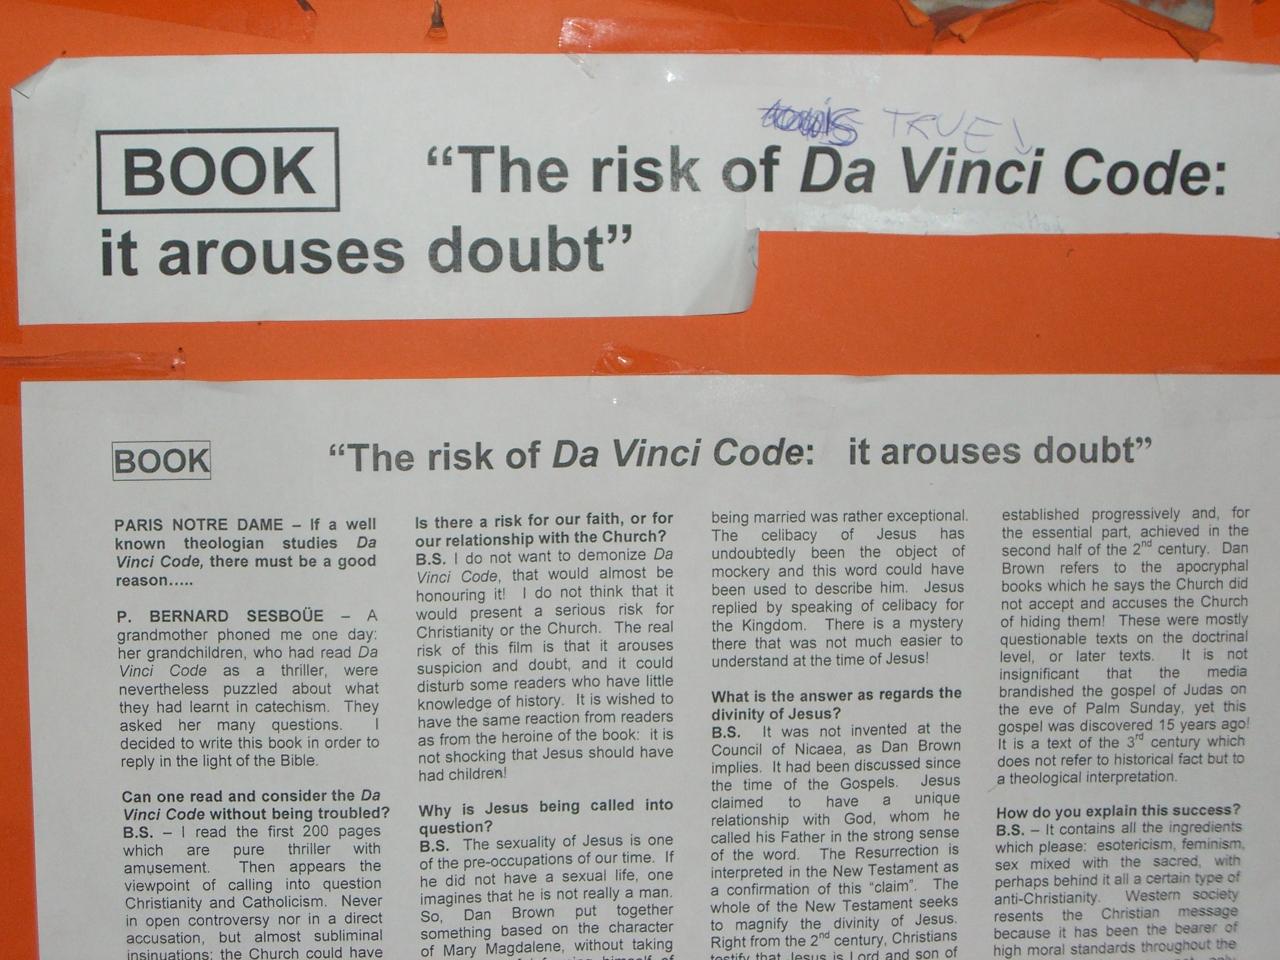 TRUE!
BOOK “The risk of Da Vinci Code:
it arouses doubt”
BOOK “The risk of Da Vinci Code: it arouses doubt”
PARIS NOTRE DAME – If a well
known theologian studies Da
Vinci Code, there must be a good
reason…..
P. BERNARD SESBOÜE – A
grandmother phoned me one day:
her grandchildren, who had read Da
Vinci Code as a thriller, were
nevertheless puzzled about what
they had learnt in catechism. They
asked her many questions. I
decided to write this book in order to
reply in the light of the Bible.
Can one read and consider the Da
Vinci Code without being troubled?
B.S. – I read the first 200 pages
which are pure thriller with
amusement. Then appears the
viewpoint of calling into question
Christianity and Catholicism. Never
in open controversy nor in a direct
accusation, but almost subliminal
insinuations: the Church could have
Is there a risk for our faith, or for
our relationship with the Church?
B.S. I do not want to demonize Da
Vinci Code, that would almost be
honouring it! I do not think that it
would present a serious risk for
Christianity or the Church. The real
risk of this film is that it arouses
suspicion and doubt, and it could
disturb some readers who have little
knowledge of history. It is wished to
have the same reaction from readers
as from the heroine of the book: it is
not shocking that Jesus should have
had children!
Why is Jesus being called into
question?
B.S. The sexuality of Jesus is one
of the pre-occupations of our time. If
he did not have a sexual life, one
imagines that he is not really a man.
So, Dan Brown put together
something based on the character
of Mary Magdalene, without taking
being married was rather exceptional.
The celibacy of Jesus has
undoubtedly been the object of
mockery and this word could have
been used to describe him. Jesus
replied by speaking of celibacy for
the Kingdom. There is a mystery
there that was not much easier to
understand at the time of Jesus!
What is the answer as regards the
divinity of Jesus?
B.S. It was not invented at the
Council of Nicaea, as Dan Brown
implies. It had been discussed since
the time of the Gospels. Jesus
claimed to have a unique
relationship with God, whom he
called his Father in the strong sense
of the word. The Resurrection is
interpreted in the New Testament as
a confirmation of this “claim”. The
whole of the New Testament seeks
to magnify the divinity of Jesus.
Right from the 2nd century, Christians
testify that Jesus is Lord and son of
established progressively and, for
the essential part, achieved in the
second half of the 2nd century. Dan
Brown refers to the apocryphal
books which he says the Church did
not accept and accuses the Church
of hiding them! These were mostly
questionable texts on the doctrinal
level, or later texts. It is not
insignificant that the media
brandished the gospel of Judas on
the eve of Palm Sunday, yet this
gospel was discovered 15 years ago!
It is a text of the 3rd century which
does not refer to historical fact but to
a theological interpretation.
How do you explain this success?
B.S. – It contains all the ingredients
which please: esotericism, feminism,
sex mixed with the sacred, with
perhaps behind it all a certain type of
anti-Christianity. Western society
resents the Christian message
because it has been the bearer of
high moral standards throughout the